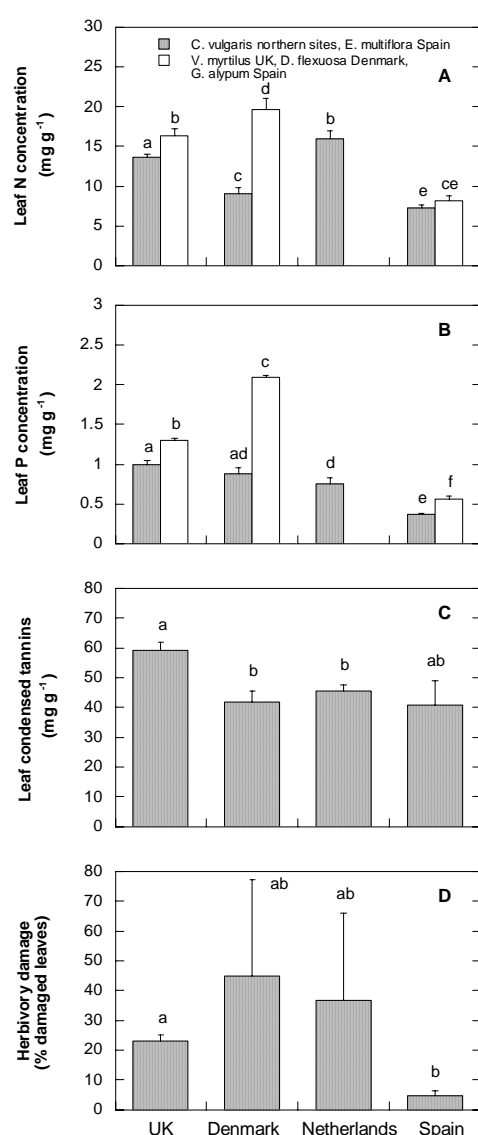 C. vulgaris northern sites, E. multiflora Spain
V. myrtilus UK, D. flexuosa Denmark,
G. alypum Spain
A
Leaf N concentration
(mg g-1)
30
25
20
15
10
5
0
a
b
c
d
b
e
ce
B
Leaf P concentration
(mg g-1)
3
2.5
2
1.5
1
0.5
0
a
b
ad
c
d
e
f
C
Leaf condensed tannins
(mg g-1)
80
70
60
50
40
30
20
10
0
a
b
b
ab
D
Herbivory damage
(% damaged leaves)
80
70
60
50
40
30
20
10
0
a
ab
ab
b
UK Denmark Netherlands Spain